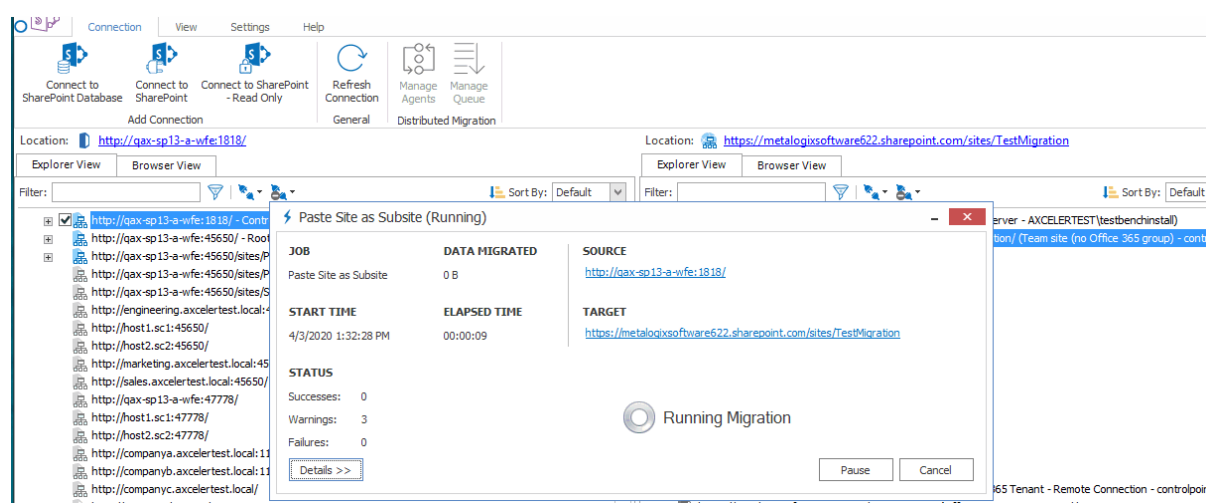 Connection View Settings Help
Connect to SharePoint Database
Connect to SharePoint
Connect to SharePoint - Read Only
Refresh Connection
Manage Agents
Manage Queue
Add Connection General Distributed Migration
Location: http://qax-sp13-a-wfe:1818/
Location: https://metalogixsoftware622.sharepoint.com/sites/TestMigration
Explorer View Browser View
Explorer View Browser View
Filter: Sort By: Default
Filter: Sort By: Default
http://qax-sp13-a-wfe:1818/ - Contr
http://qax-sp13-a-wfe:45650/ - Root
http://qax-sp13-a-wfe:45650/sites/P
http://qax-sp13-a-wfe:45650/sites/P
http://qax-sp13-a-wfe:45650/sites/S
http://engineering.axcelertest.local:4
http://host1.sc1:45650/
http://host2.sc2:45650/
http://marketing.axcelertest.local:45
http://sales.axcelertest.local:45650/
http://qax-sp13-a-wfe:47778/
http://host1.sc1:47778/
http://host2.sc2:47778/
http://companya.axcelertest.local:11
http://companyb.axcelertest.local:11
http://companyc.axcelertest.local/
Paste Site as Subsite (Running)
JOB DATA MIGRATED SOURCE
Paste Site as Subsite 0 B http://qax-sp13-a-wfe:1818/
START TIME ELAPSED TIME TARGET
4/3/2020 1:32:28 PM 00:00:09 https://metalogixsoftware622.sharepoint.com/sites/TestMigration
STATUS
Successes: 0
Warnings: 3
Failures: 0
Running Migration
Details >> Pause Cancel
erver - AXCELERTEST\testbenchinstall)
tion/ (Team site (no Office 365 group) - contr
365 Tenant - Remote Connection - controlpoin